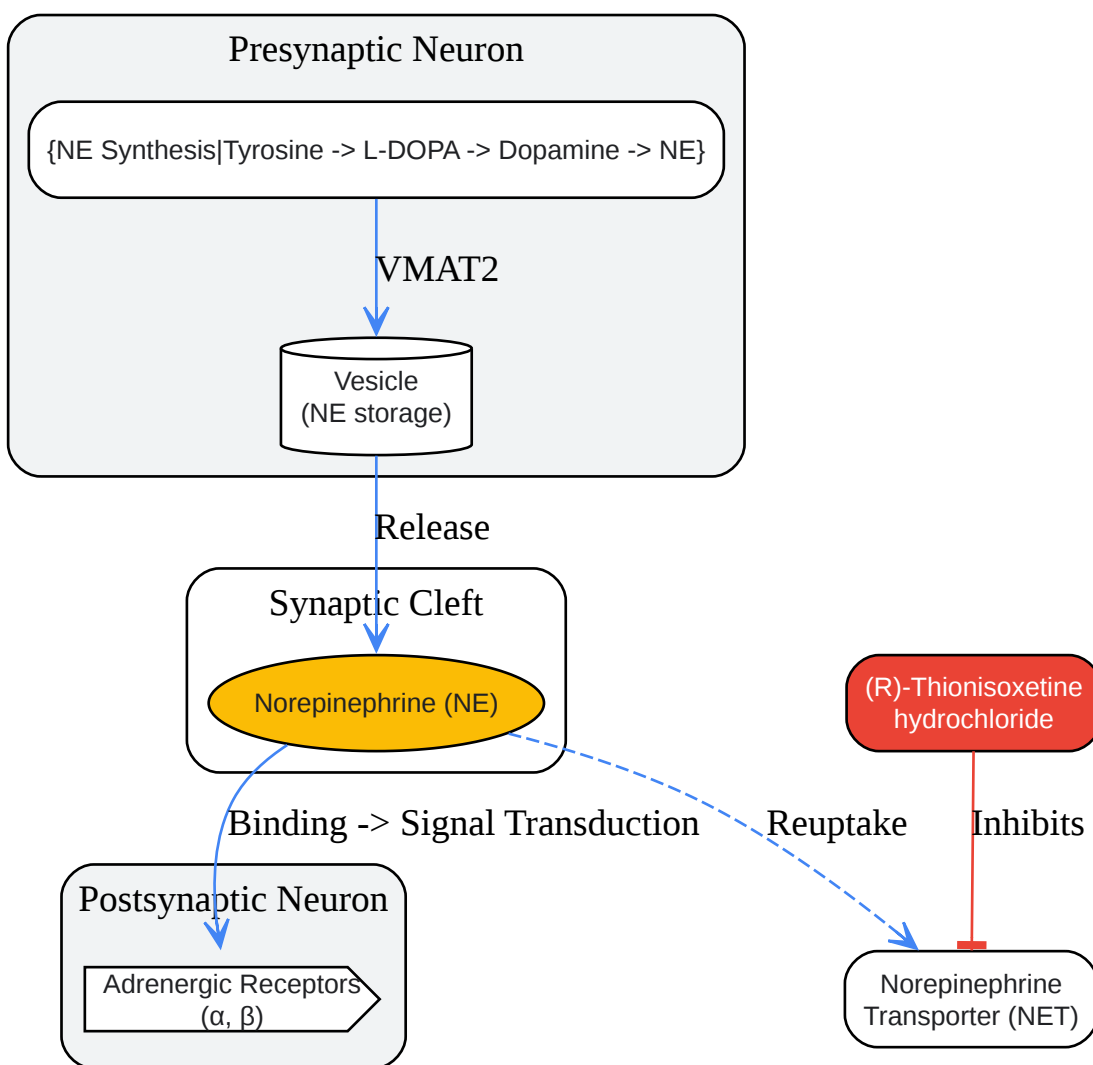 Presynaptic Neuron
{NE Synthesis|Tyrosine -> L-DOPA -> Dopamine -> NE}
VMAT2
Vesicle
(NE storage)
Release
Synaptic Cleft
Norepinephrine (NE)
(R)-Thionisoxetine
hydrochloride
Binding -> Signal Transduction
Reuptake
Inhibits
Postsynaptic Neuron
Adrenergic Receptors
(α, β)
Norepinephrine
Transporter (NET)